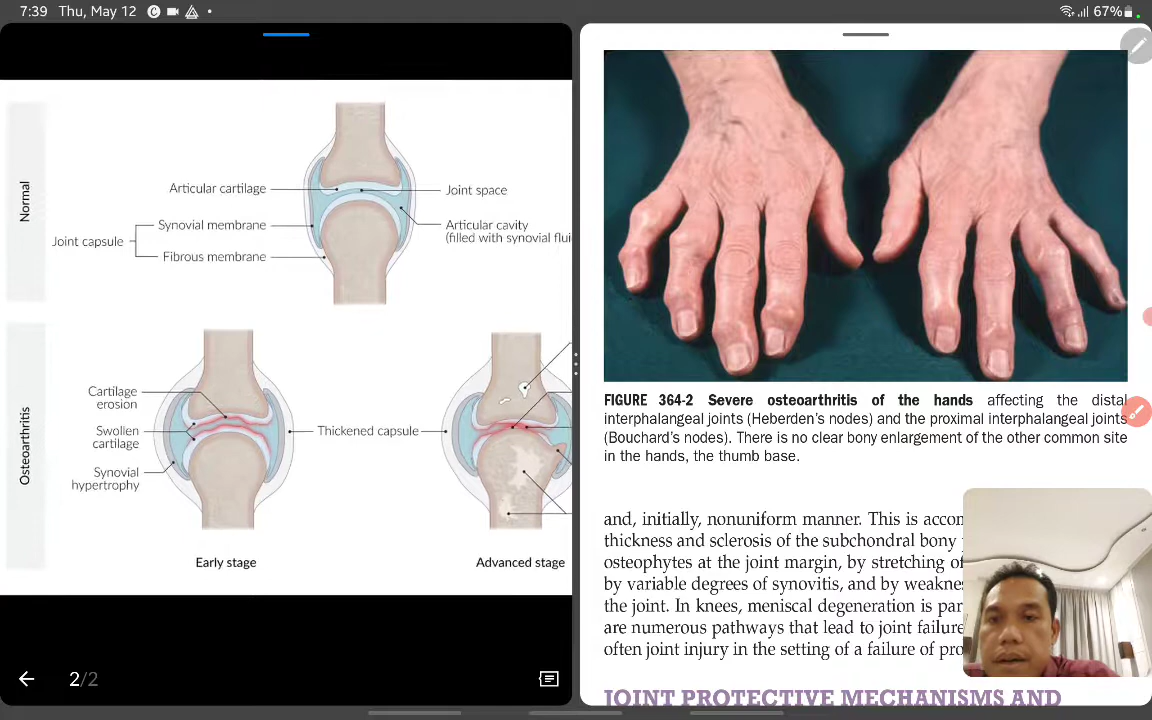 7:39 Thu, May 12
67%
Normal
Articular cartilage
Joint space
Synovial membrane
Articular cavity
(filled with synovial flui
Joint capsule
Fibrous membrane
Osteoarthritis
Cartilage
erosion
Swollen
cartilage
Thickened capsule
Synovial
hypertrophy
Early stage
Advanced stage
2/2
FIGURE 364-2 Severe osteoarthritis of the hands affecting the distal
interphalangeal joints (Heberden's nodes) and the proximal interphalangeal joints
(Bouchard's nodes). There is no clear bony enlargement of the other common site
in the hands, the thumb base.
and, initially, nonuniform manner. This is accom
thickness and sclerosis of the subchondral bony
osteophytes at the joint margin, by stretching of
by variable degrees of synovitis, and by weaknes
the joint. In knees, meniscal degeneration is par
are numerous pathways that lead to joint failure
often joint injury in the setting of a failure of pro
JOINT PROTECTIVE MECHANISMS AND